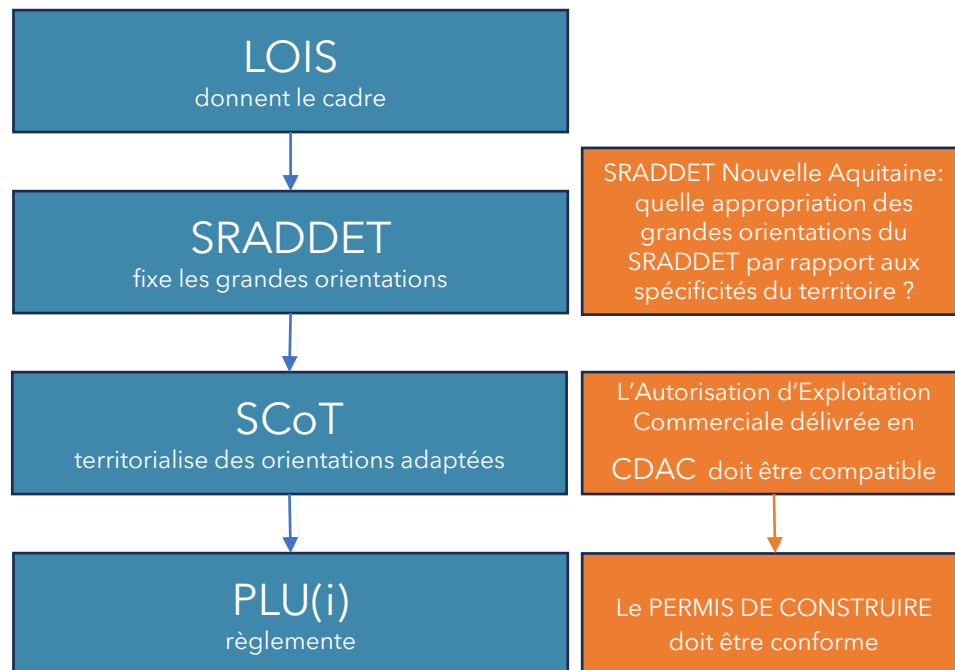 LOIS
donnent le cadre
SRADDET
fixe les grandes orientations
SRADDET Nouvelle Aquitaine:
quelle appropriation des
grandes orientations du
SRADDET par rapport aux
spécificités du territoire ?
SCoT
territorialise des orientations adaptées
L’Autorisation d’Exploitation
Commerciale délivrée en
CDAC doit être compatible
PLU(i)
règlemente
Le PERMIS DE CONSTRUIRE
doit être conforme